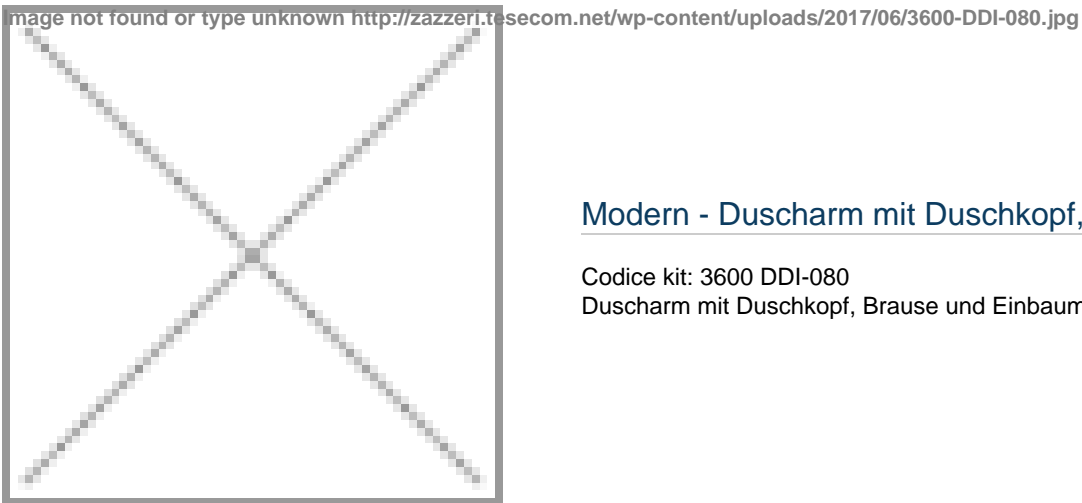 Image not found or type unknown http://zazzeri.tesecom.net/wp-content/uploads/2017/06/3600-DDI-080.jpg
Modern - Duscharm mit Duschkopf,
Codice kit: 3600 DDI-080
Duscharm mit Duschkopf, Brause und Einbaum